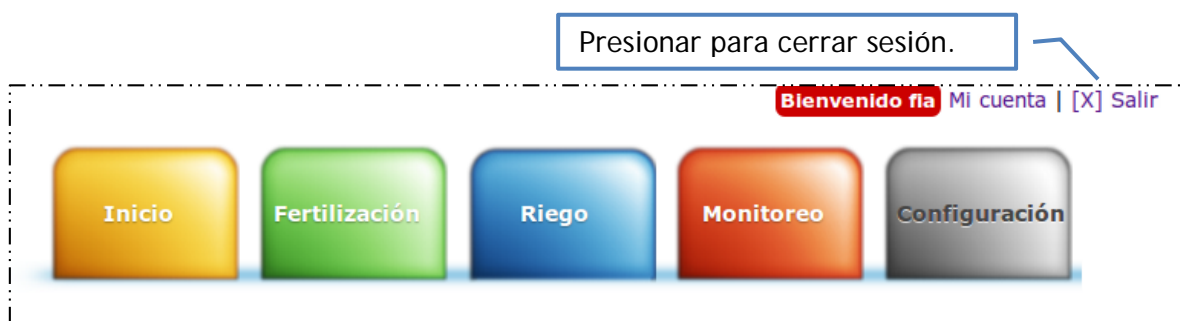 Presionar para cerrar sesión.
Bienvenido fia Mi cuenta | [X] Salir
Inicio Fertilización Riego Monitoreo Configuración